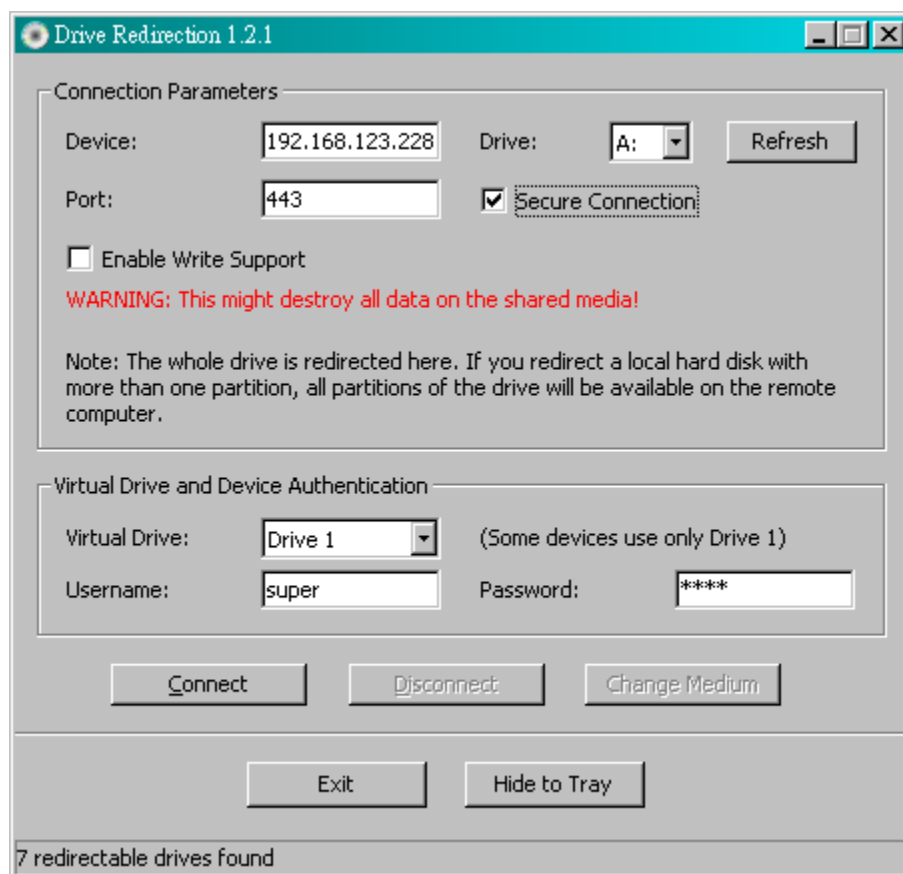 Drive Redirection 1.2.1
Connection Parameters
Device: 192.168.123.228 Drive: A: Refresh
Port: 443 Secure Connection
Enable Write Support
WARNING: This might destroy all data on the shared media!
Note: The whole drive is redirected here. If you redirect a local hard disk with
more than one partition, all partitions of the drive will be available on the remote
computer.
Virtual Drive and Device Authentication
Virtual Drive: Drive 1 (Some devices use only Drive 1)
Username: super Password: ****
Connect Disconnect Change Medium
Exit Hide to Tray
7 redirectable drives found